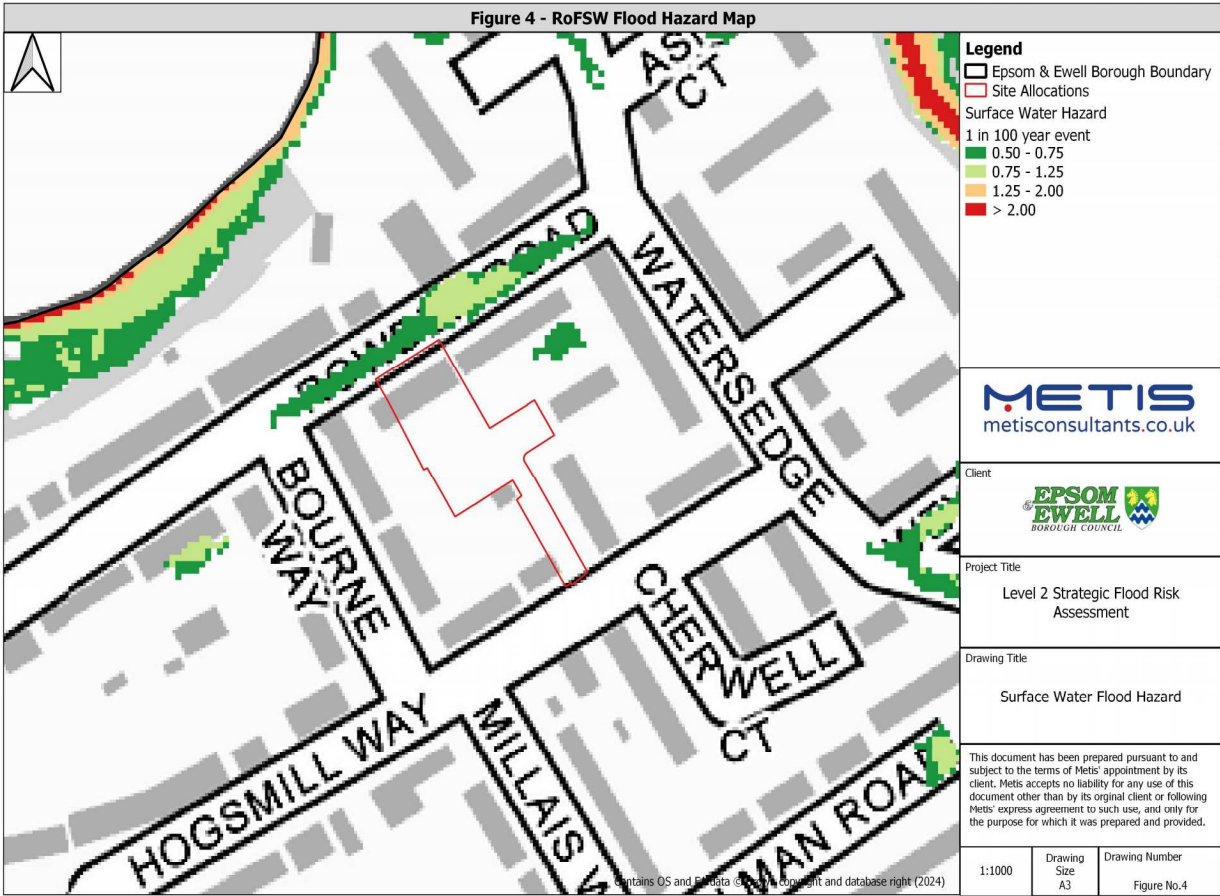 Figure 4 - RoFSW Flood Hazard Map
AS
CT
ROAD
WATERSEDGE
BOURNE
WAY
CHERWELL
CT
HOGSMILL WAY
MILLAIS W
MAN ROAD
Contains OS and EA data © Crown copyright and database right (2024)
Legend
Epsom & Ewell Borough Boundary
Site Allocations
Surface Water Hazard
1 in 100 year event
0.50 - 0.75
0.75 - 1.25
1.25 - 2.00
> 2.00
METIS
metisconsultants.co.uk
Client
EPSOM
& EWELL
BOROUGH COUNCIL
Project Title
Level 2 Strategic Flood Risk
Assessment
Drawing Title
Surface Water Flood Hazard
This document has been prepared pursuant to and
subject to the terms of Metis' appointment by its
client. Metis accepts no liability for any use of this
document other than by its orginal client or following
Metis' express agreement to such use, and only for
the purpose for which it was prepared and provided.
1:1000
Drawing
Size
A3
Drawing Number
Figure No.4